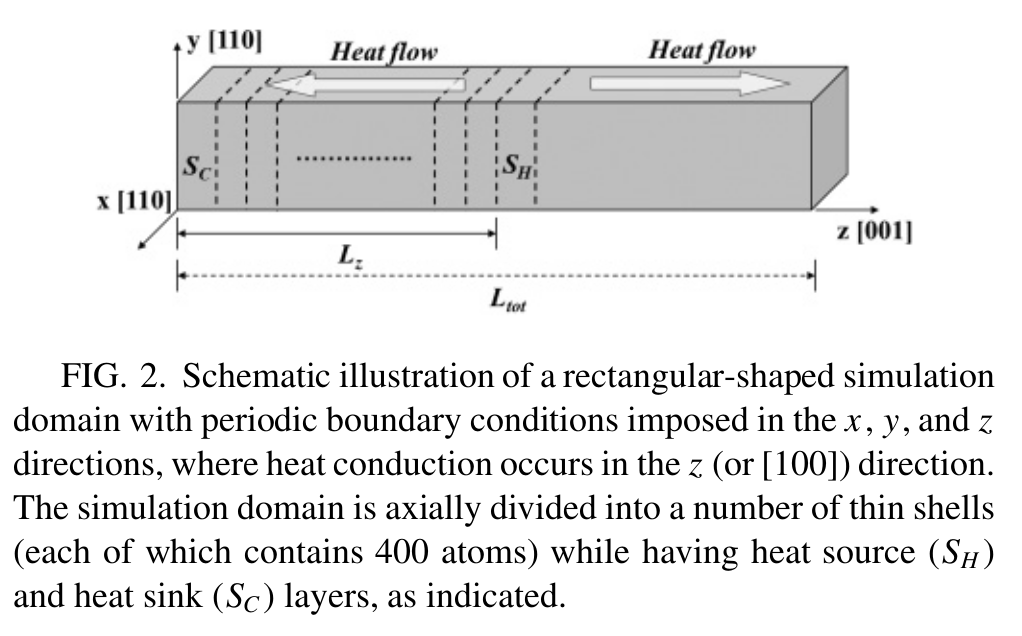 y [110]
Heat flow
Heat flow
S_C
S_H
x [110]
z [001]
L_z
L_tot
FIG. 2. Schematic illustration of a rectangular-shaped simulation
domain with periodic boundary conditions imposed in the x, y, and z
directions, where heat conduction occurs in the z (or [100]) direction.
The simulation domain is axially divided into a number of thin shells
(each of which contains 400 atoms) while having heat source (S_H)
and heat sink (S_C) layers, as indicated.